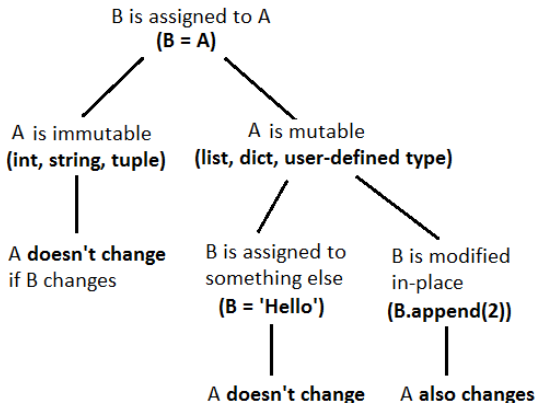 B is assigned to A
(B = A)
A is immutable
(int, string, tuple)
A is mutable
(list, dict, user-defined type)
A doesn't change
if B changes
B is assigned to
something else
(B = 'Hello')
B is modified
in-place
(B.append(2))
A doesn't change
A also changes